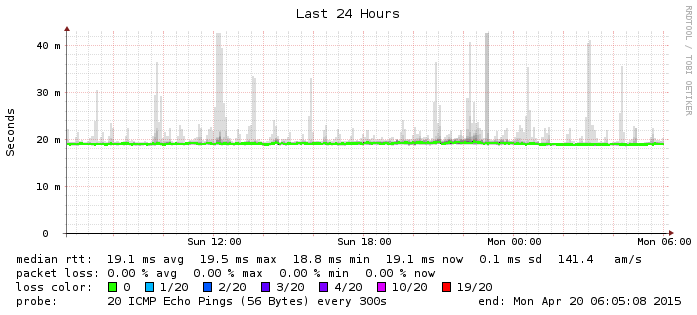 Last 24 Hours
RRDTOOL / TOBI OETIKER
Seconds
40 m
30 m
20 m
10 m
0
Sun 12:00 Sun 18:00 Mon 00:00 Mon 06:00
median rtt: 19.1 ms avg 19.5 ms max 18.8 ms min 19.1 ms now 0.1 ms sd 141.4 am/s
packet loss: 0.00 % avg 0.00 % max 0.00 % min 0.00 % now
loss color: 0 1/20 2/20 3/20 4/20 10/20 19/20
probe: 20 ICMP Echo Pings (56 Bytes) every 300s end: Mon Apr 20 06:05:08 2015